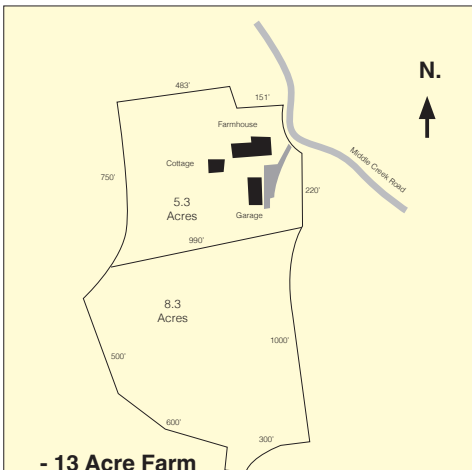 483'
151'
N.
Farmhouse
Middle Creek Road
Cottage
750'
220'
5.3
Acres
Garage
990'
8.3
Acres
1000'
500'
600'
300'
- 13 Acre Farm